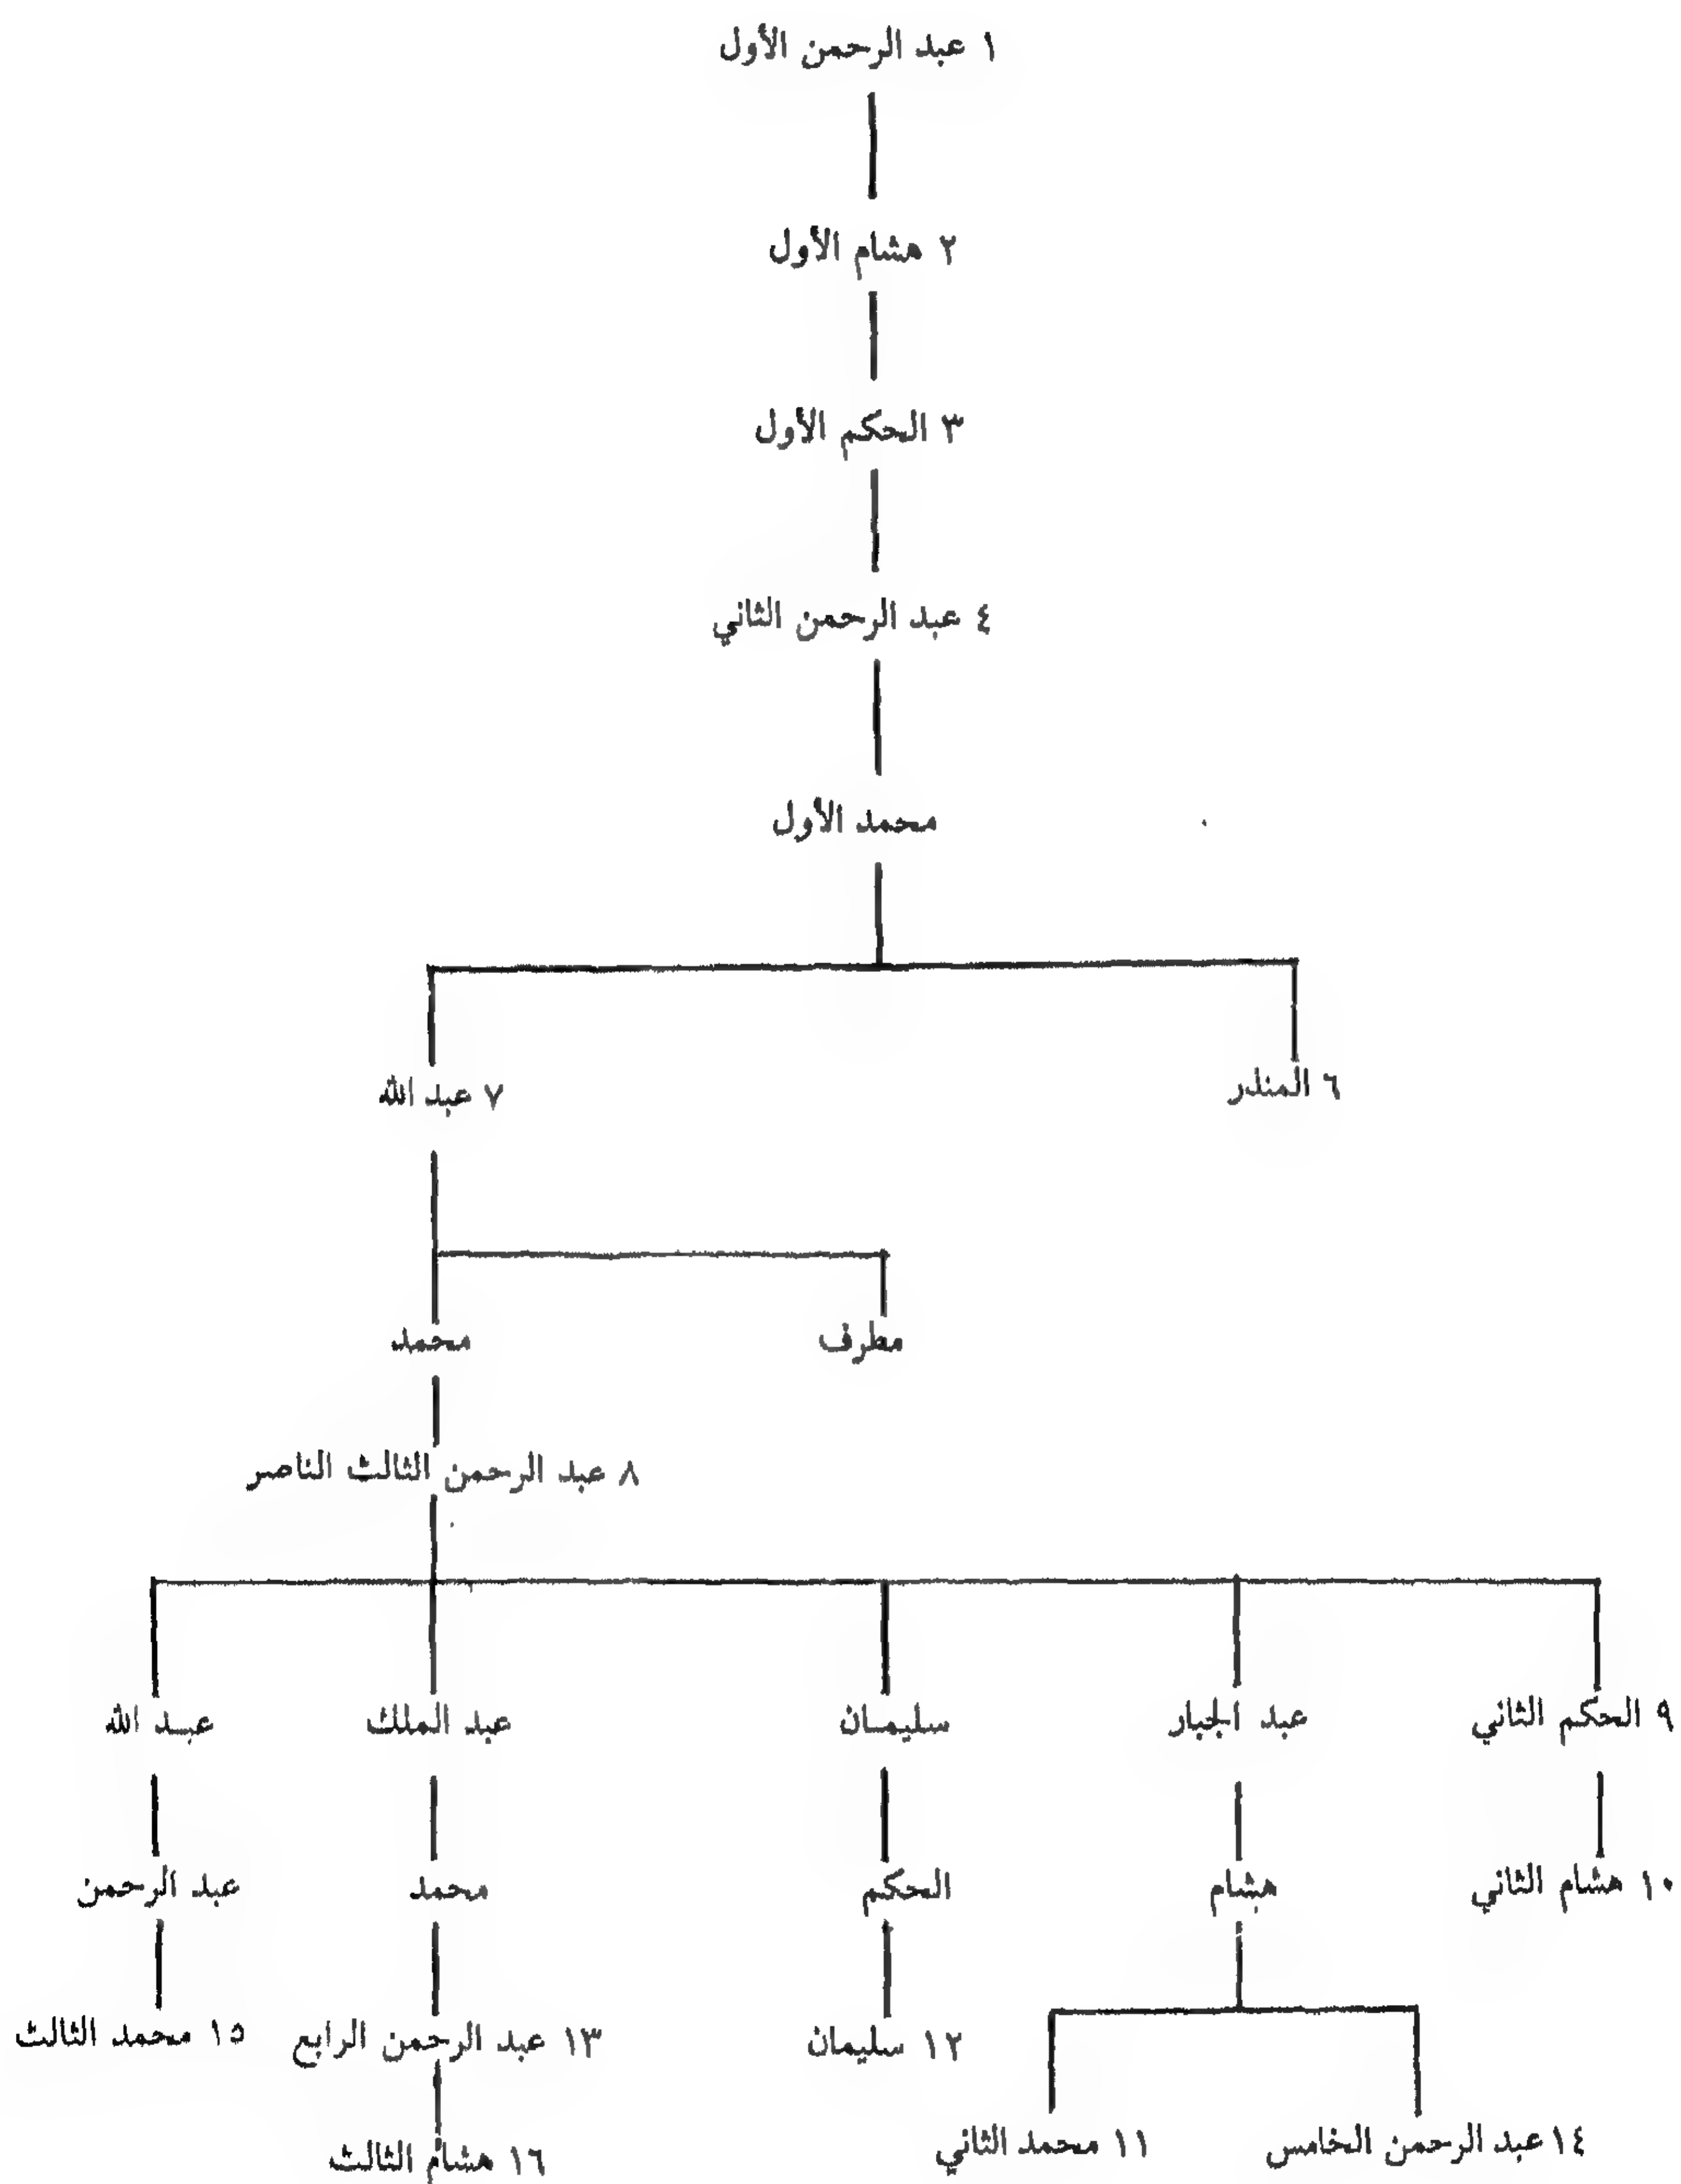 ١ عبد الرحمن الأول
٢ هشام الأول
٣ الحكم الأول
٤ عبد الرحمن الثاني
محمد الأول
٦ المنذر
٧ عبد الله
مطرف
محمد
٨ عبد الرحمن الثالث الناصر
٩ الحكم الثاني
عبد الجبار
سليمان
عبد الملك
عبد الله
١٠ هشام الثاني
هشام
الحكم
محمد
عبد الرحمن
١٢ سليمان
١٣ عبد الرحمن الرابع
١٥ محمد الثالث
١٤ عبد الرحمن الخامس
١١ محمد الثاني
١٦ هشام الثالث